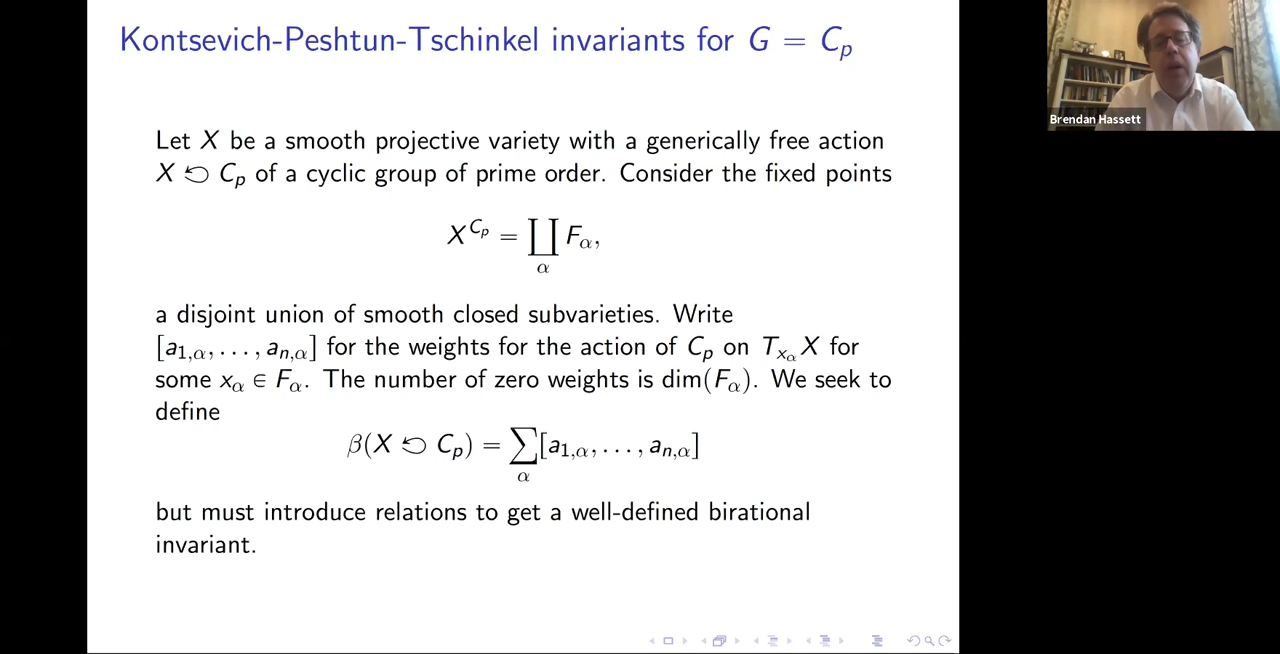 Kontsevich-Peshtun-Tschinkel invariants for G = C_p
Brendan Hassett
Let X be a smooth projective variety with a generically free action
X ⟲ C_p of a cyclic group of prime order. Consider the fixed points
X^{C_p} = ∐_α F_α,
a disjoint union of smooth closed subvarieties. Write
[a_{1,α}, . . . , a_{n,α}] for the weights for the action of C_p on T_{x_α}X for
some x_α ∈ F_α. The number of zero weights is dim(F_α). We seek to
define
β(X ⟲ C_p) = ∑_α [a_{1,α}, . . . , a_{n,α}]
but must introduce relations to get a well-defined birational
invariant.